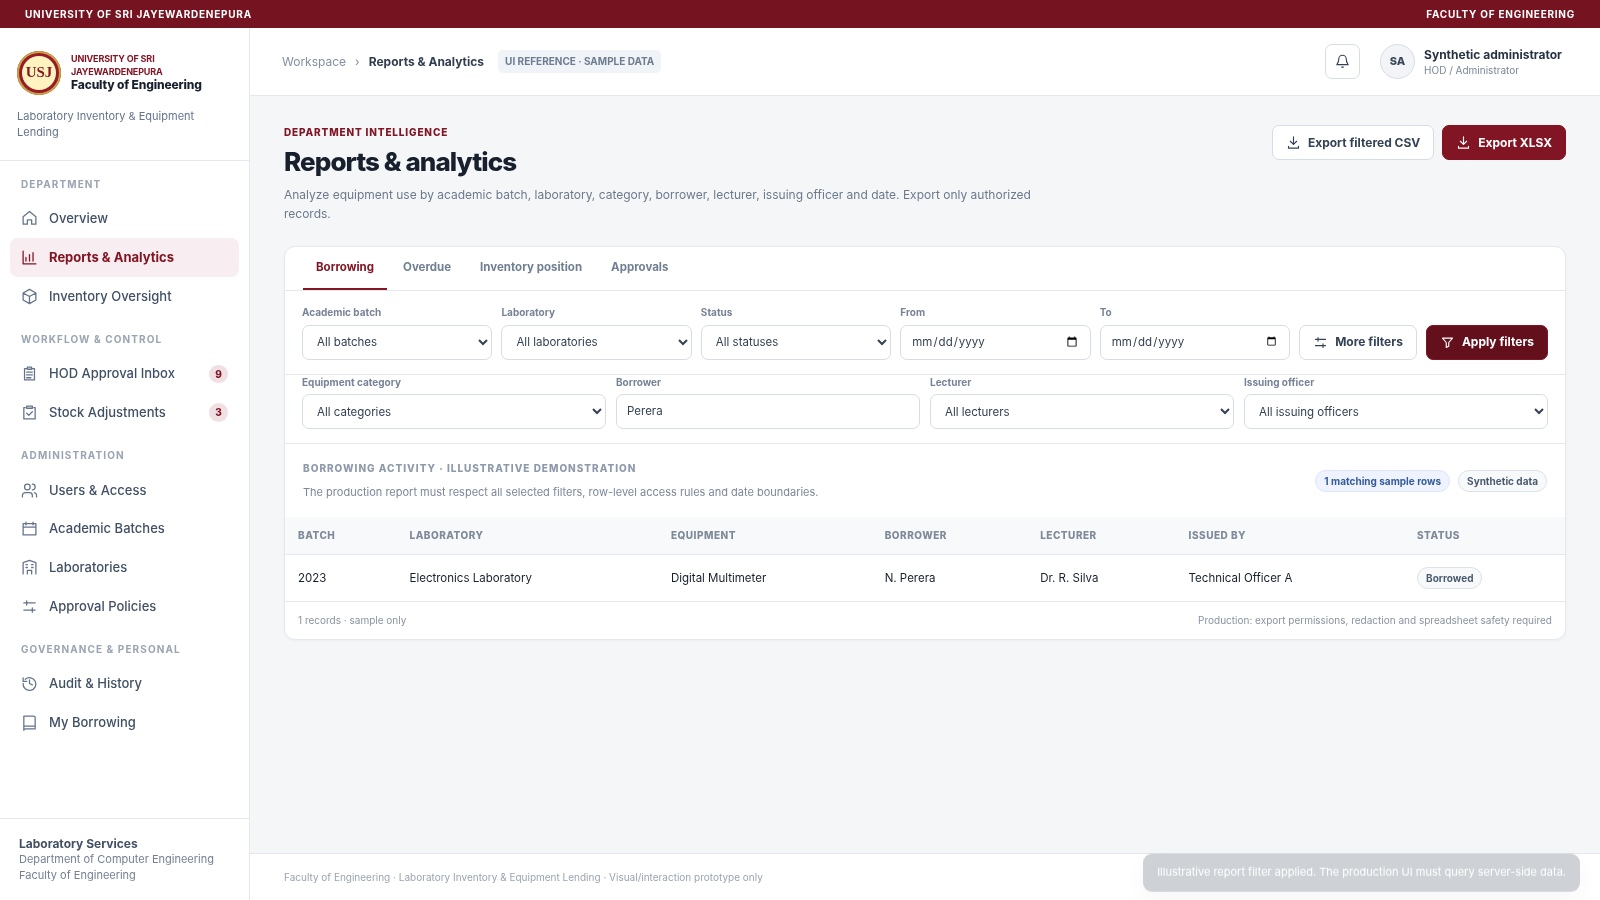 UNIVERSITY OF SRI JAYEWARDENEPURA
FACULTY OF ENGINEERING
USJ
UNIVERSITY OF SRI
JAYEWARDENEPURA
Faculty of Engineering
Laboratory Inventory & Equipment
Lending
DEPARTMENT
Overview
Reports & Analytics
Inventory Oversight
WORKFLOW & CONTROL
HOD Approval Inbox 9
Stock Adjustments 3
ADMINISTRATION
Users & Access
Academic Batches
Laboratories
Approval Policies
GOVERNANCE & PERSONAL
Audit & History
My Borrowing
Laboratory Services
Department of Computer Engineering
Faculty of Engineering
Workspace › Reports & Analytics UI REFERENCE · SAMPLE DATA
SA
Synthetic administrator
HOD / Administrator
DEPARTMENT INTELLIGENCE
Reports & analytics
Analyze equipment use by academic batch, laboratory, category, borrower, lecturer, issuing officer and date. Export only authorized
records.
Export filtered CSV
Export XLSX
Borrowing Overdue Inventory position Approvals
Academic batch Laboratory Status From To
All batches All laboratories All statuses mm/dd/yyyy mm/dd/yyyy More filters Apply filters
Equipment category Borrower Lecturer Issuing officer
All categories Perera All lecturers All issuing officers
BORROWING ACTIVITY · ILLUSTRATIVE DEMONSTRATION
The production report must respect all selected filters, row-level access rules and date boundaries.
1 matching sample rows Synthetic data
BATCH LABORATORY EQUIPMENT BORROWER LECTURER ISSUED BY STATUS
2023 Electronics Laboratory Digital Multimeter N. Perera Dr. R. Silva Technical Officer A Borrowed
1 records · sample only
Production: export permissions, redaction and spreadsheet safety required
Faculty of Engineering · Laboratory Inventory & Equipment Lending · Visual/interaction prototype only
Illustrative report filter applied. The production UI must query server-side data.